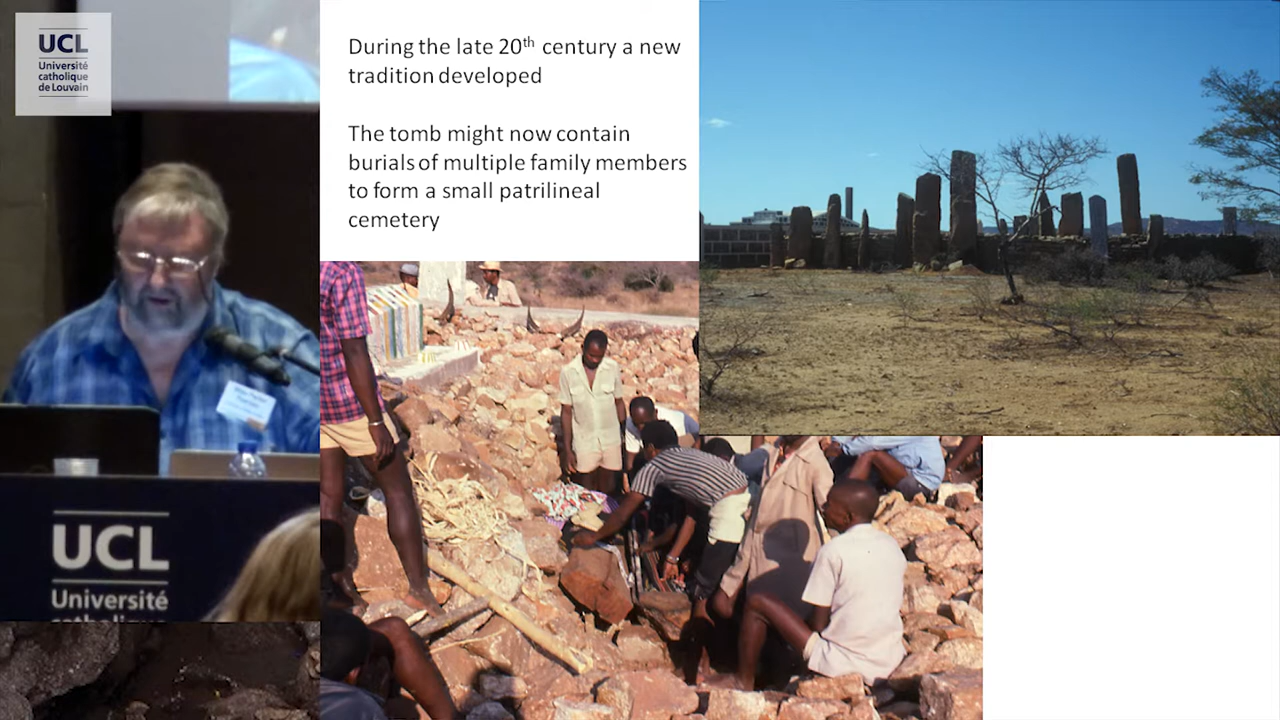 UCL
Université
catholique
de Louvain
During the late 20th century a new
tradition developed
The tomb might now contain
burials of multiple family members
to form a small patrilineal
cemetery
UCL
Université